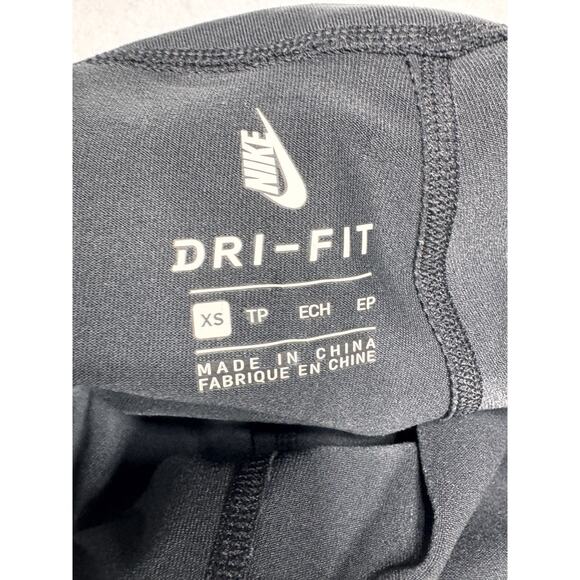 NIKE
DRI-FIT
XS TP ECH EP
MADE IN CHINA
FABRIQUE EN CHINE